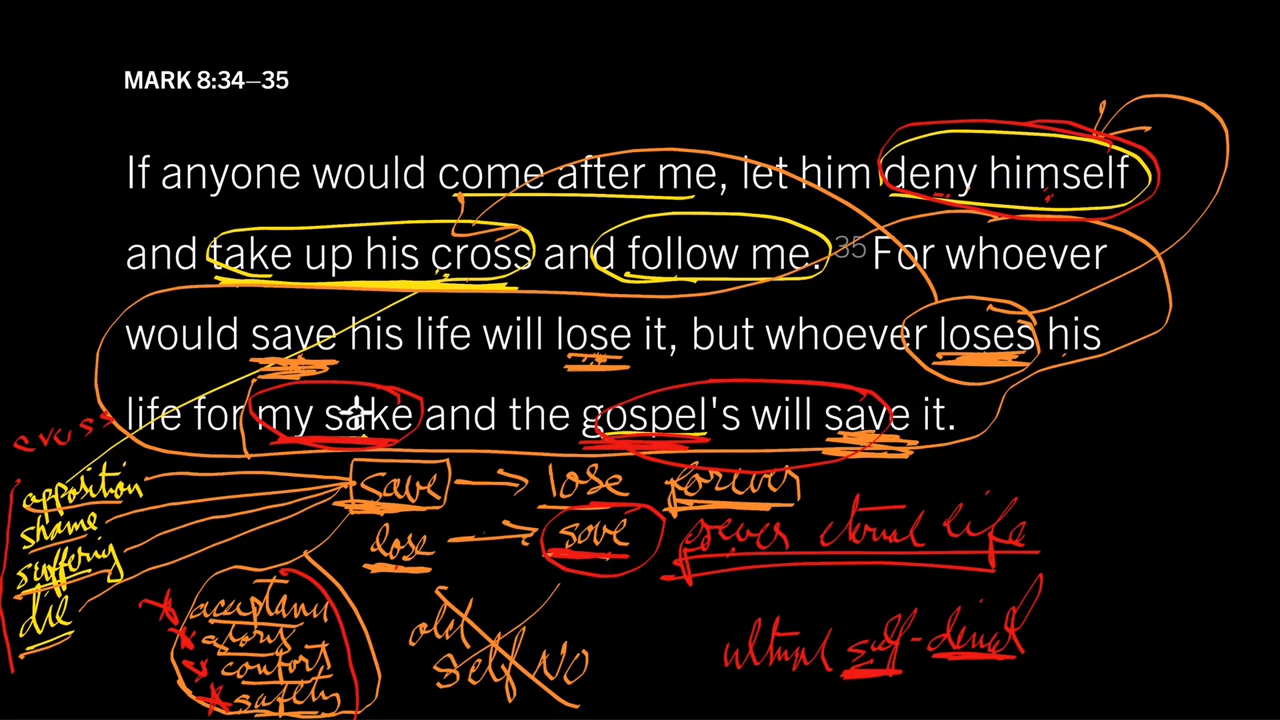 MARK 8:34–35
If anyone would come after me, let him deny himself
and take up his cross and follow me. 35 For whoever
would save his life will lose it, but whoever loses his
life for my sake and the gospel's will save it.
cross
opposition
shame
suffering
die
save → lose forever
lose → save forever eternal life
acceptance
glory
comfort
safety
old
self NO
self-denial